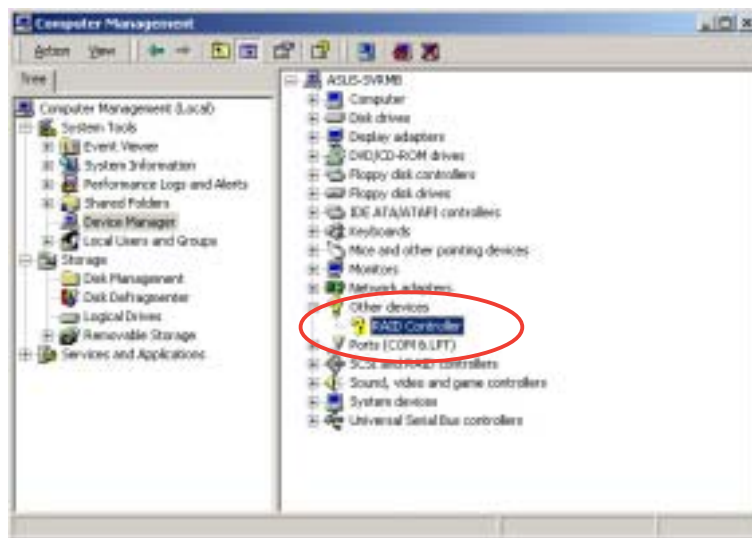 Computer Management
Action View
Tree
Computer Management (Local)
System Tools
Event Viewer
System Information
Performance Logs and Alerts
Shared Folders
Device Manager
Local Users and Groups
Storage
Disk Management
Disk Defragmenter
Logical Drives
Removable Storage
Services and Applications
ASUS-SVRMB
Computer
Disk drives
Display adapters
DVD/CD-ROM drives
Floppy disk controllers
Floppy disk drives
IDE ATA/ATAPI controllers
Keyboards
Mice and other pointing devices
Monitors
Network adapters
Other devices
RAID Controller
Ports (COM & LPT)
SCSI and RAID controllers
Sound, video and game controllers
System devices
Universal Serial Bus controllers